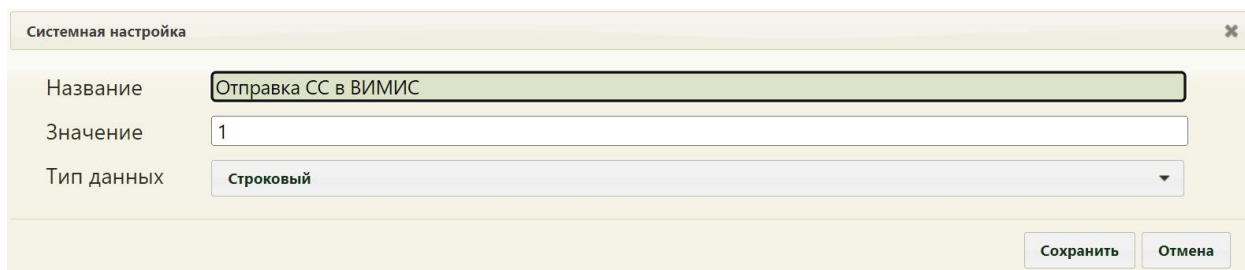 Системная настройка
Название Отправка СС в ВИМИС
Значение 1
Тип данных Строковый
Сохранить Отмена